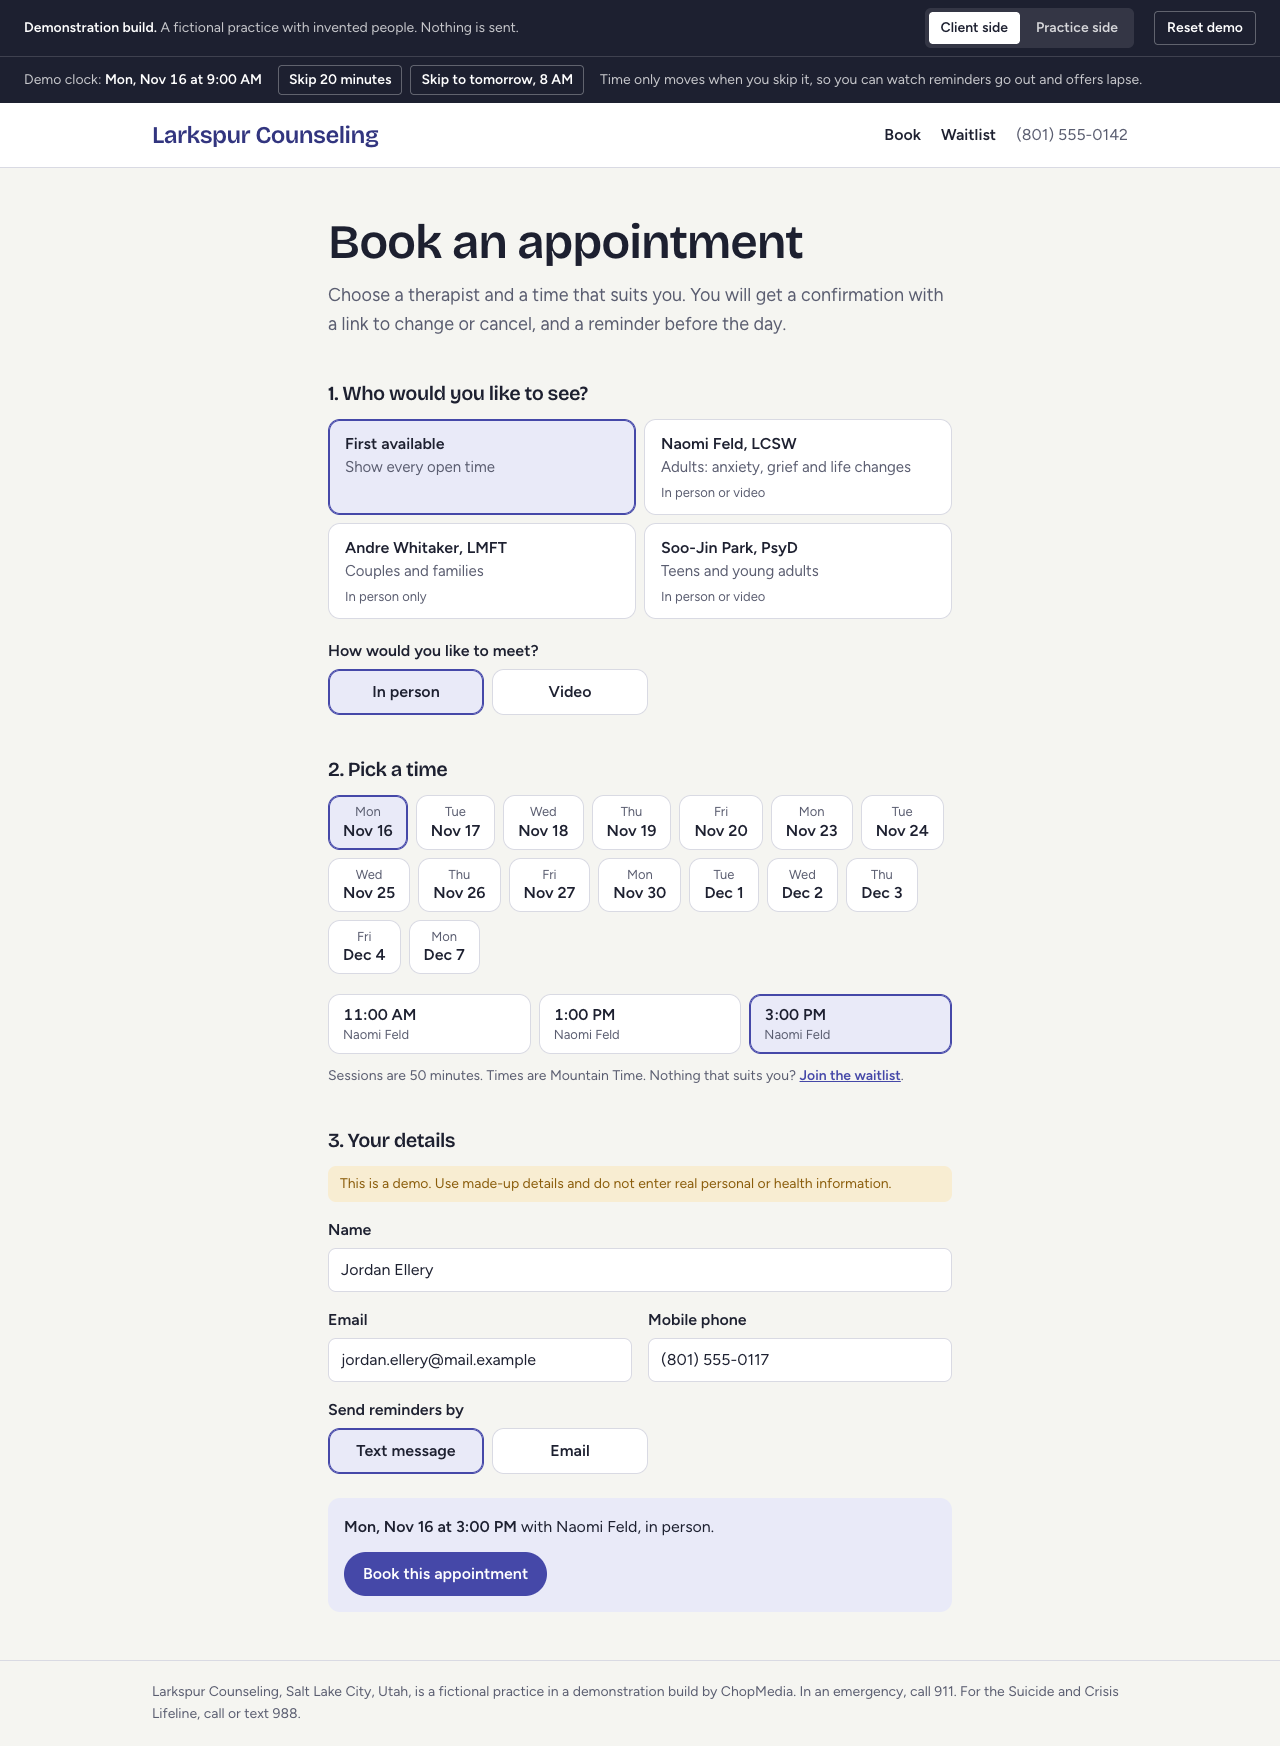 Demonstration build. A fictional practice with invented people. Nothing is sent.
Client side
Practice side
Reset demo
Demo clock: Mon, Nov 16 at 9:00 AM
Skip 20 minutes
Skip to tomorrow, 8 AM
Time only moves when you skip it, so you can watch reminders go out and offers lapse.
Larkspur Counseling
Book
Waitlist
(801) 555-0142
Book an appointment
Choose a therapist and a time that suits you. You will get a confirmation with
a link to change or cancel, and a reminder before the day.
1. Who would you like to see?
First available
Show every open time
Naomi Feld, LCSW
Adults: anxiety, grief and life changes
In person or video
Andre Whitaker, LMFT
Couples and families
In person only
Soo-Jin Park, PsyD
Teens and young adults
In person or video
How would you like to meet?
In person
Video
2. Pick a time
Mon
Nov 16
Tue
Nov 17
Wed
Nov 18
Thu
Nov 19
Fri
Nov 20
Mon
Nov 23
Tue
Nov 24
Wed
Nov 25
Thu
Nov 26
Fri
Nov 27
Mon
Nov 30
Tue
Dec 1
Wed
Dec 2
Thu
Dec 3
Fri
Dec 4
Mon
Dec 7
11:00 AM
Naomi Feld
1:00 PM
Naomi Feld
3:00 PM
Naomi Feld
Sessions are 50 minutes. Times are Mountain Time. Nothing that suits you? Join the waitlist.
3. Your details
This is a demo. Use made-up details and do not enter real personal or health information.
Name
Jordan Ellery
Email
jordan.ellery@mail.example
Mobile phone
(801) 555-0117
Send reminders by
Text message
Email
Mon, Nov 16 at 3:00 PM with Naomi Feld, in person.
Book this appointment
Larkspur Counseling, Salt Lake City, Utah, is a fictional practice in a demonstration build by ChopMedia. In an emergency, call 911. For the Suicide and Crisis
Lifeline, call or text 988.